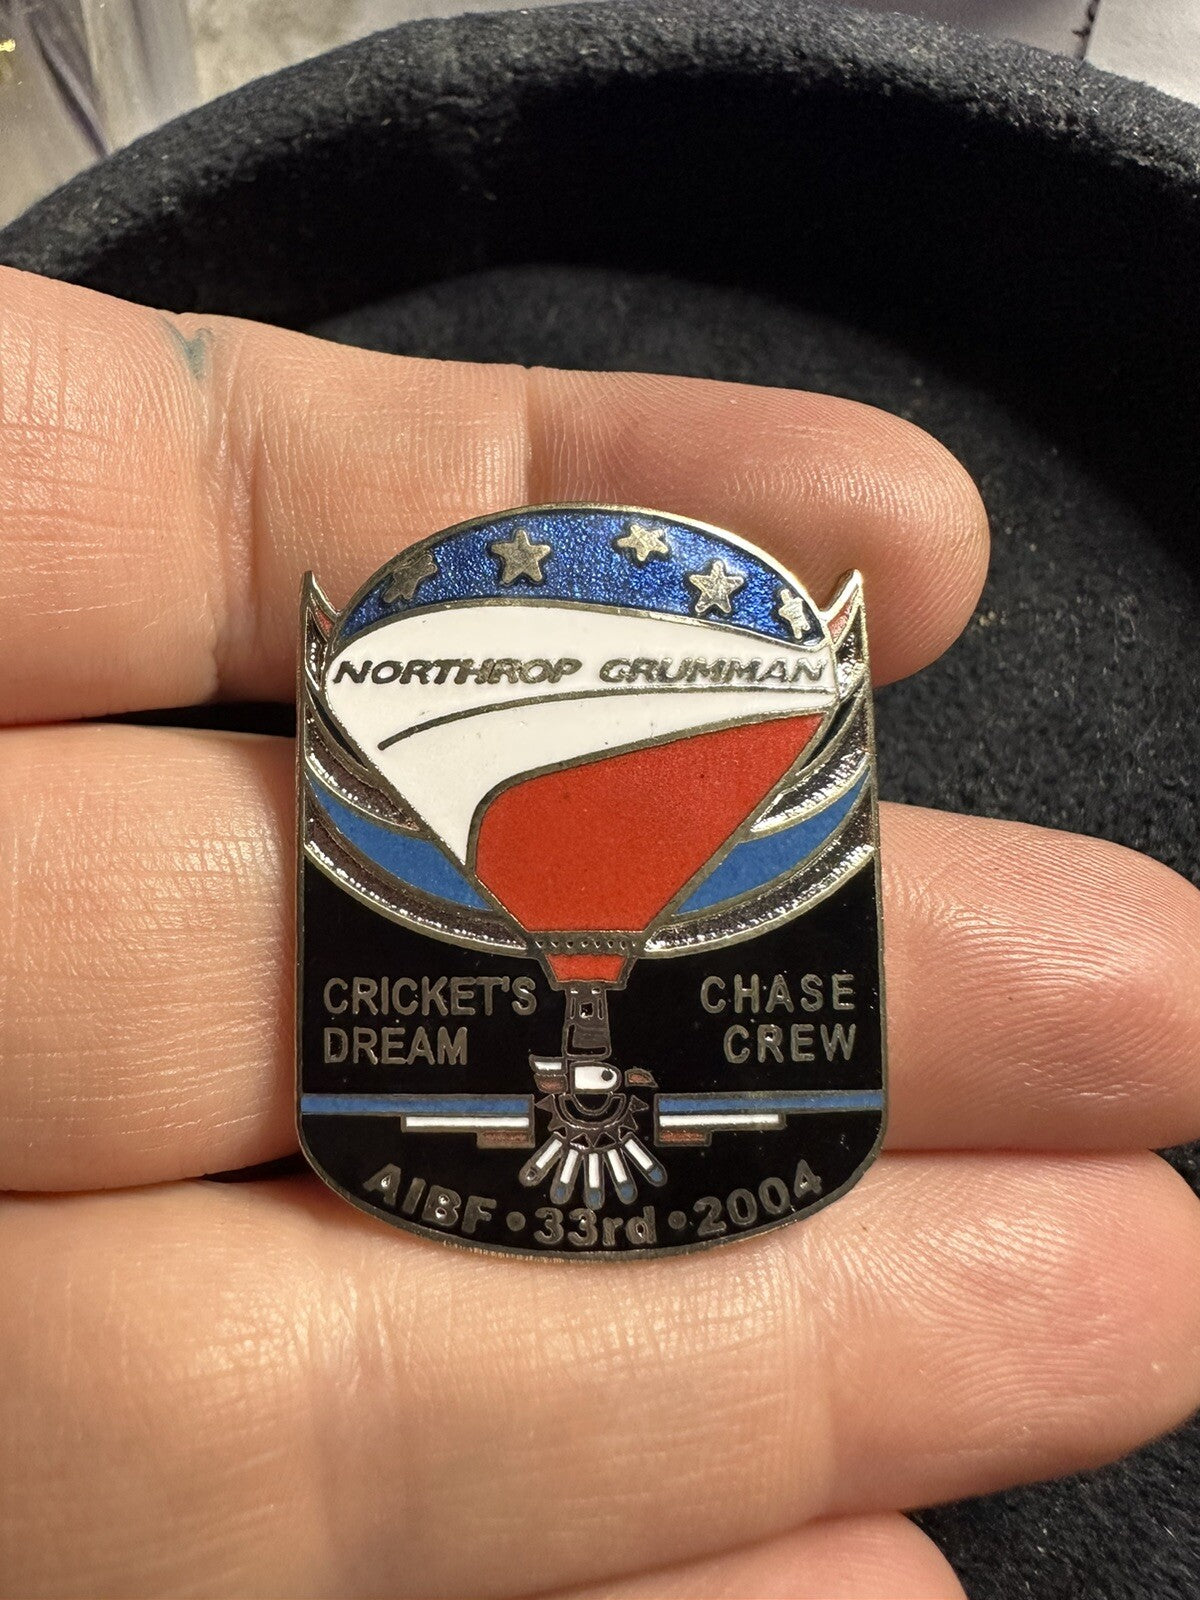 NORTHROP GRUMMAN
CRICKET'S
DREAM
CHASE
CREW
AIBF • 33rd • 2004